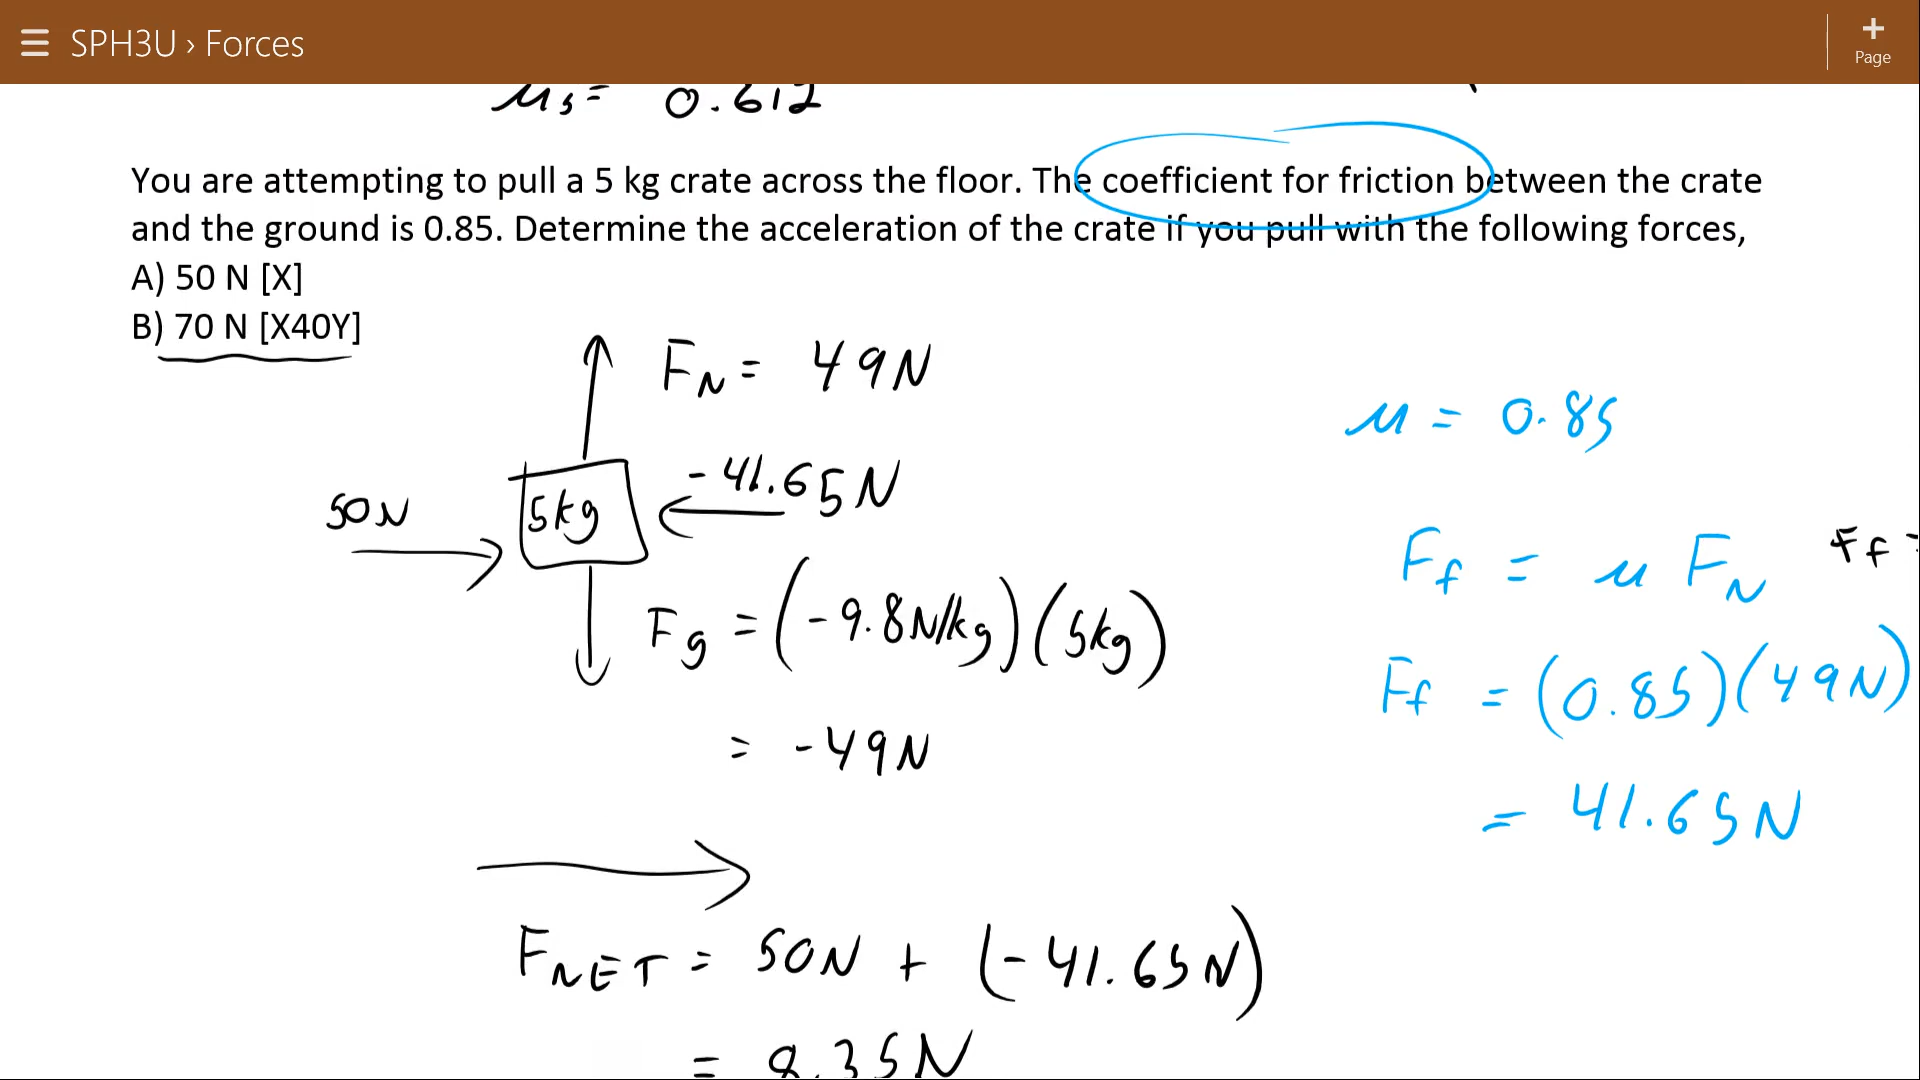 SPH3U › Forces
+
Page
μs = 0.612
You are attempting to pull a 5 kg crate across the floor. The coefficient for friction between the crate
and the ground is 0.85. Determine the acceleration of the crate if you pull with the following forces,
A) 50 N [X]
B) 70 N [X40Y]
FN = 49N
μ = 0.85
-41.65N
50N
5kg
Ff = μ FN
Ff =
Fg = (-9.8N/kg)(5kg)
Ff = (0.85)(49N)
= -49N
= 41.65N
FNET = 50N + (-41.65N)
= 8.35N